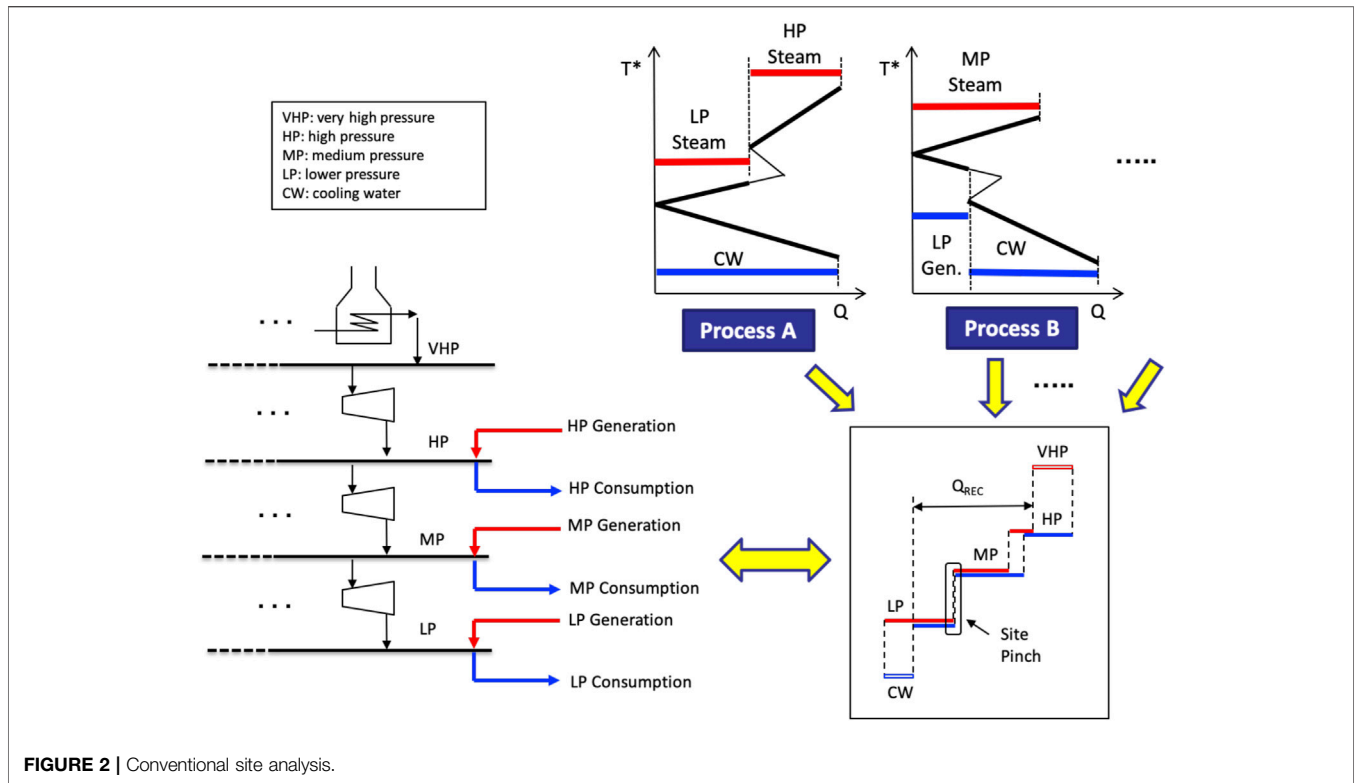 VHP: very high pressure
HP: high pressure
MP: medium pressure
LP: lower pressure
CW: cooling water
T*
HP
Steam
LP
Steam
CW
Q
Process A
T*
MP
Steam
LP
Gen.
CW
Q
Process B
.....
.....
. . .
VHP
. . .
HP
HP Generation
HP Consumption
. . .
MP
MP Generation
MP Consumption
. . .
LP
LP Generation
LP Consumption
VHP
QREC
HP
MP
LP
Site
Pinch
CW
FIGURE 2 | Conventional site analysis.